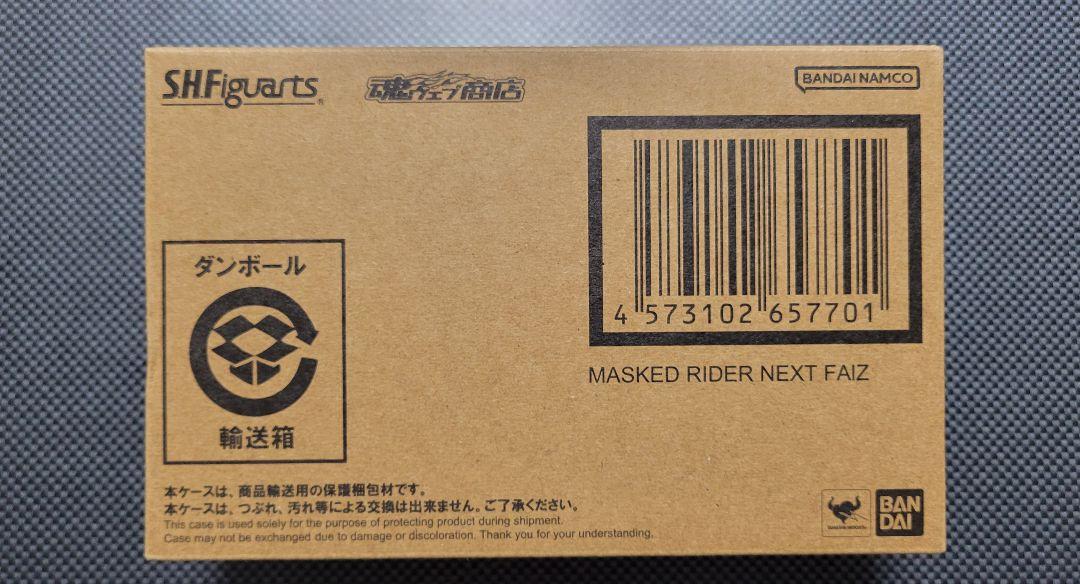 S.H.Figuarts®
魂ウェブ商店
BANDAI NAMCO
4 573102 657701
MASKED RIDER NEXT FAIZ
ダンボール
輸送箱
本ケースは、商品輸送用の保護梱包材です。
本ケースは、つぶれ、汚れ等による交換は出来ません。ご了承ください。
This case is used solely for the purpose of protecting product during shipment.
Case may not be exchanged due to damage or discoloration. Thank you for your understanding.
BAN
DAI